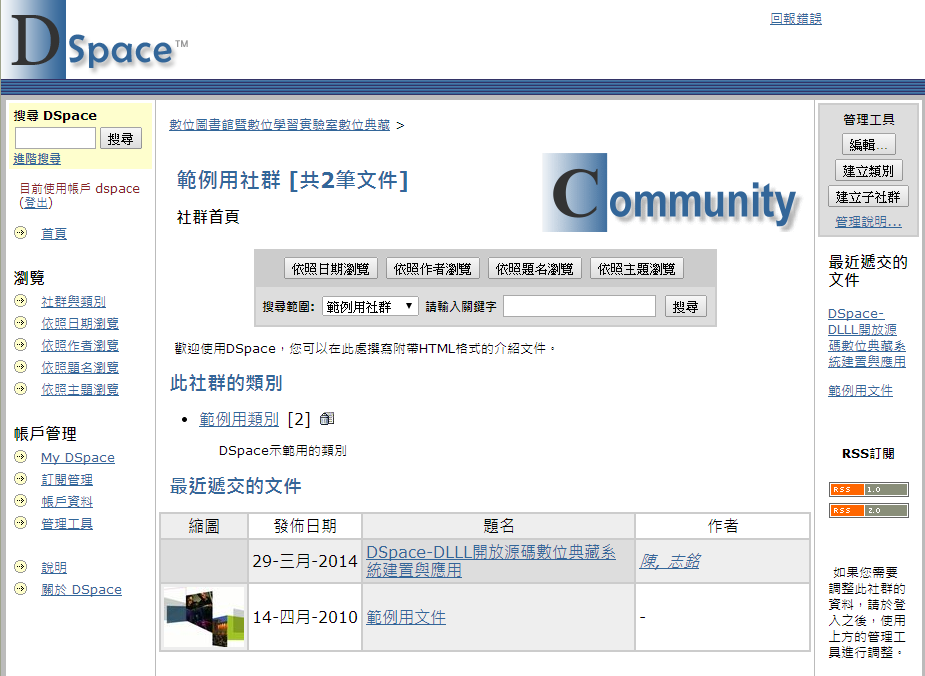 DSpace™
回報錯誤
搜尋 DSpace
搜尋
進階搜尋
目前使用帳戶 dspace
(登出)
首頁
瀏覽
社群與類別
依照日期瀏覽
依照作者瀏覽
依照題名瀏覽
依照主題瀏覽
帳戶管理
My DSpace
訂閱管理
帳戶資料
管理工具
說明
關於 DSpace
數位圖書館暨數位學習實驗室數位典藏 >
範例用社群 [共2筆文件]
Community
社群首頁
依照日期瀏覽 依照作者瀏覽 依照題名瀏覽 依照主題瀏覽
搜尋範圍: 範例用社群 ▼ 請輸入關鍵字 搜尋
歡迎使用DSpace，您可以在此處撰寫附帶HTML格式的介紹文件。
此社群的類別
• 範例用類別 [2]
DSpace示範用的類別
最近遞交的文件
縮圖 發佈日期 題名 作者
29-三月-2014 DSpace-DLLL開放源碼數位典藏系
統建置與應用 陳, 志銘
14-四月-2010 範例用文件 -
管理工具
編輯...
建立類別
建立子社群
管理說明...
最近遞交的
文件
DSpace-
DLLL開放源
碼數位典藏系
統建置與應用
範例用文件
RSS訂閱
RSS 1.0
RSS 2.0
如果您需要
調整此社群的
資料，請於登
入之後，使用
上方的管理工
具進行調整。